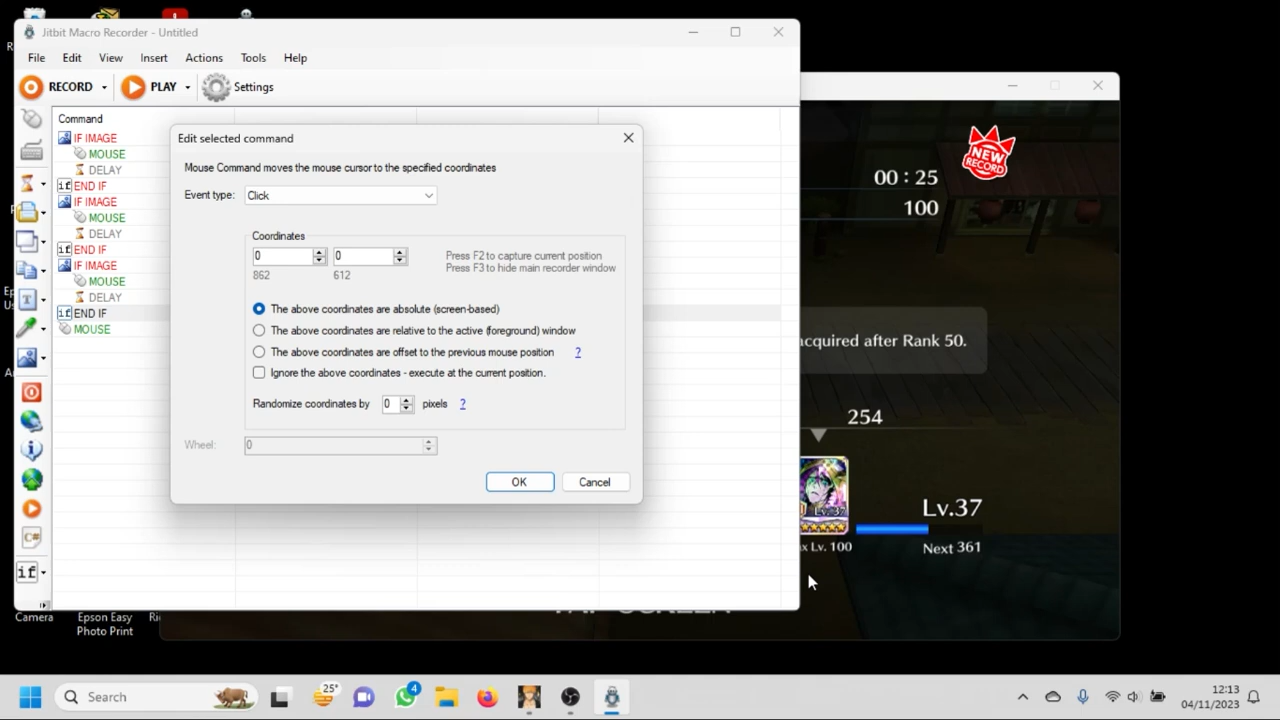 Jitbit Macro Recorder - Untitled
File Edit View Insert Actions Tools Help
RECORD PLAY Settings
Command
IF IMAGE
MOUSE
DELAY
if END IF
IF IMAGE
MOUSE
DELAY
if END IF
IF IMAGE
MOUSE
DELAY
if END IF
MOUSE
T
C#
if
Edit selected command
Mouse Command moves the mouse cursor to the specified coordinates
Event type: Click
Coordinates
0 0
862 612
Press F2 to capture current position
Press F3 to hide main recorder window
The above coordinates are absolute (screen-based)
The above coordinates are relative to the active (foreground) window
The above coordinates are offset to the previous mouse position ?
Ignore the above coordinates - execute at the current position.
Randomize coordinates by 0 pixels ?
Wheel: 0
OK Cancel
NEW
RECORD
00 : 25
100
acquired after Rank 50.
254
Lv.37
Lv. 100
Next 361
Camera
Epson Easy
Photo Print
Search
25°
4
12:13
04/11/2023